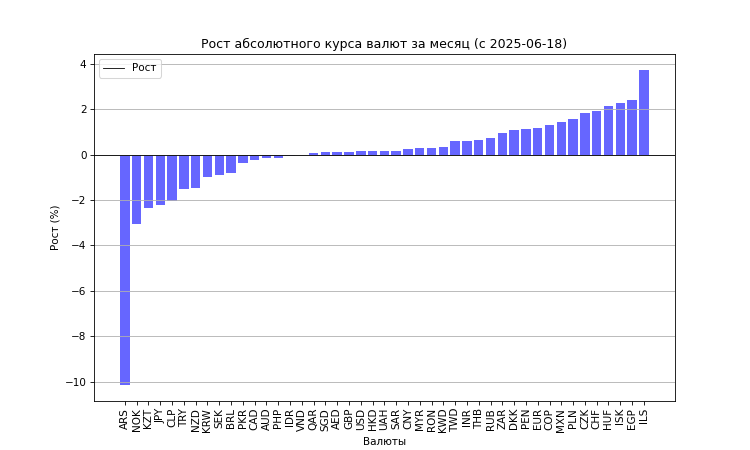 Рост абсолютного курса валют за месяц (с 2025-06-18)
Рост
4
2
0
−2
−4
−6
−8
−10
Рост (%)
ARS
NOK
KZT
JPY
CLP
TRY
NZD
KRW
SEK
BRL
PKR
CAD
AUD
PHP
IDR
VND
QAR
SGD
AED
GBP
USD
HKD
UAH
SAR
CNY
MYR
RON
KWD
TWD
INR
THB
RUB
ZAR
DKK
PEN
EUR
COP
MXN
PLN
CZK
CHF
HUF
ISK
EGP
ILS
Валюты